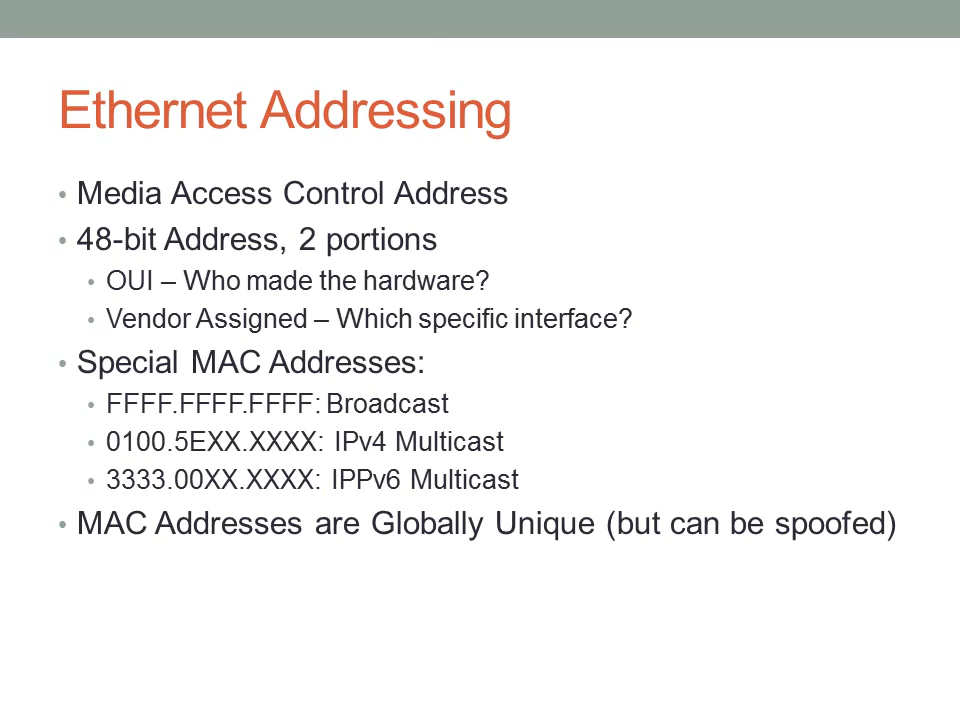 Ethernet Addressing
• Media Access Control Address
• 48-bit Address, 2 portions
• OUI – Who made the hardware?
• Vendor Assigned – Which specific interface?
• Special MAC Addresses:
• FFFF.FFFF.FFFF: Broadcast
• 0100.5EXX.XXXX: IPv4 Multicast
• 3333.00XX.XXXX: IPPv6 Multicast
• MAC Addresses are Globally Unique (but can be spoofed)